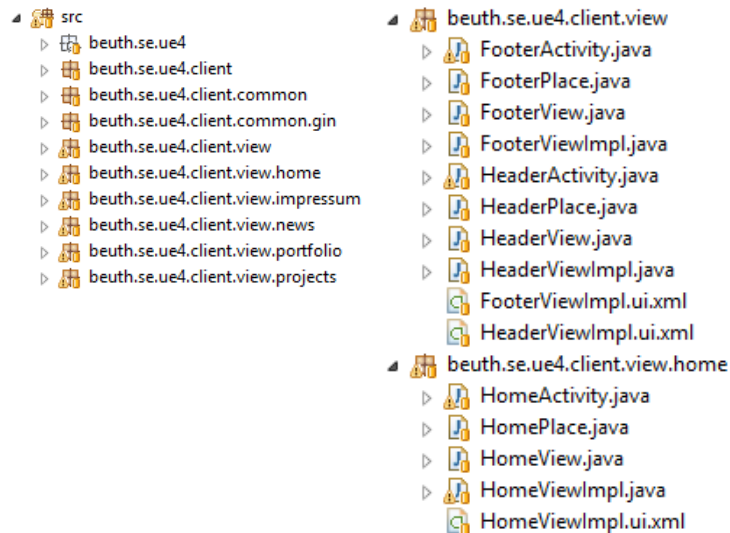 src
beuth.se.ue4
beuth.se.ue4.client
beuth.se.ue4.client.common
beuth.se.ue4.client.common.gin
beuth.se.ue4.client.view
beuth.se.ue4.client.view.home
beuth.se.ue4.client.view.impressum
beuth.se.ue4.client.view.news
beuth.se.ue4.client.view.portfolio
beuth.se.ue4.client.view.projects
beuth.se.ue4.client.view
FooterActivity.java
FooterPlace.java
FooterView.java
FooterViewImpl.java
HeaderActivity.java
HeaderPlace.java
HeaderView.java
HeaderViewImpl.java
FooterViewImpl.ui.xml
HeaderViewImpl.ui.xml
beuth.se.ue4.client.view.home
HomeActivity.java
HomePlace.java
HomeView.java
HomeViewImpl.java
HomeViewImpl.ui.xml